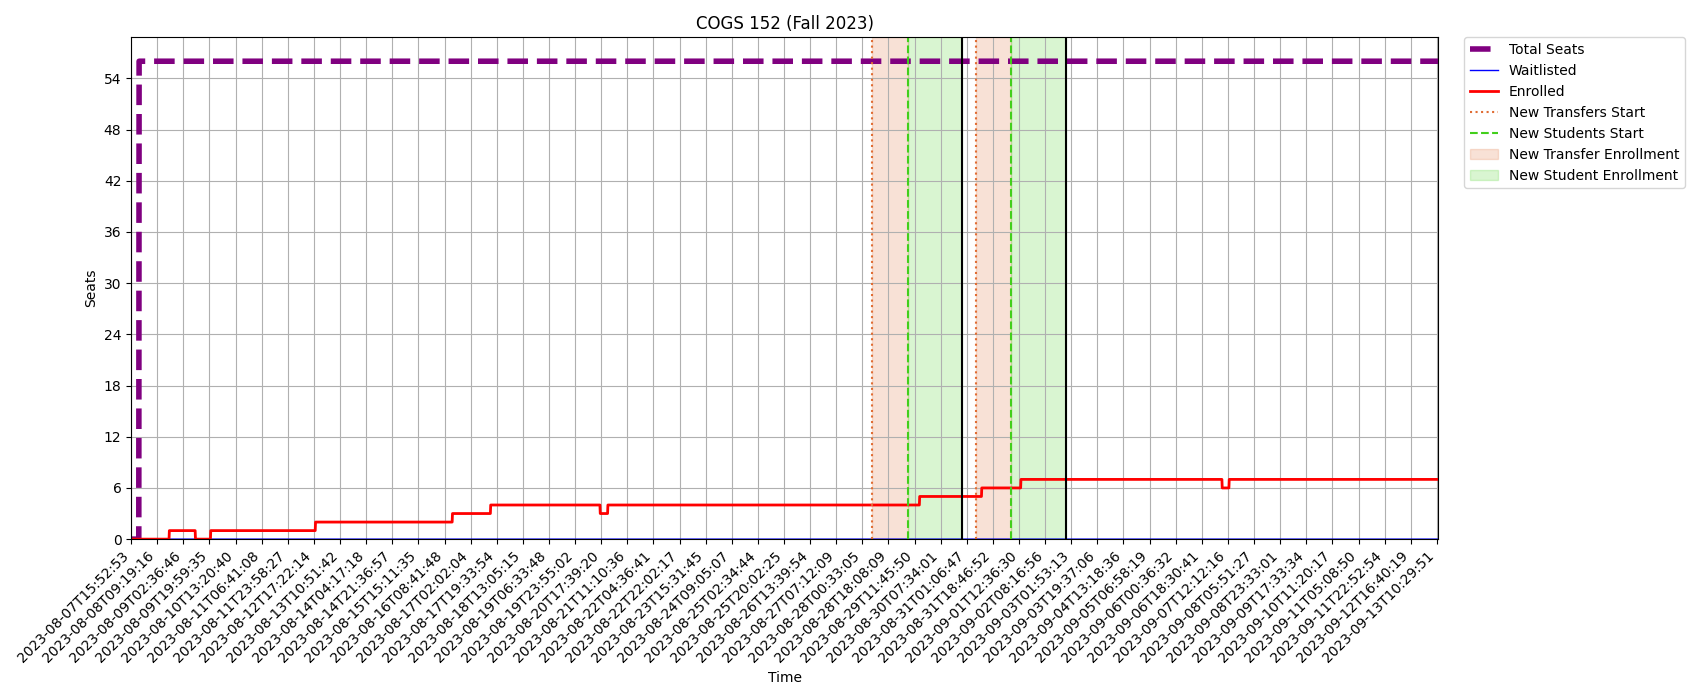 COGS 152 (Fall 2023)
Total Seats
Waitlisted
Enrolled
New Transfers Start
New Students Start
New Transfer Enrollment
New Student Enrollment
Seats
54
48
42
36
30
24
18
12
6
0
2023-08-07T15:52:53
2023-08-08T09:19:16
2023-08-09T02:36:46
2023-08-09T19:59:35
2023-08-10T13:20:40
2023-08-11T06:41:08
2023-08-11T23:58:27
2023-08-12T17:22:14
2023-08-13T10:51:42
2023-08-14T04:17:18
2023-08-14T21:36:57
2023-08-15T15:11:35
2023-08-16T08:41:48
2023-08-17T02:02:04
2023-08-17T19:33:54
2023-08-18T13:05:15
2023-08-19T06:33:48
2023-08-19T23:55:02
2023-08-20T17:39:20
2023-08-21T11:10:36
2023-08-22T04:36:41
2023-08-22T22:02:17
2023-08-23T15:31:45
2023-08-24T09:05:07
2023-08-25T02:34:44
2023-08-25T20:02:25
2023-08-26T13:39:54
2023-08-27T07:12:09
2023-08-28T00:33:05
2023-08-28T18:08:09
2023-08-29T11:45:50
2023-08-30T07:34:01
2023-08-31T01:06:47
2023-08-31T18:46:52
2023-09-01T12:36:30
2023-09-02T08:16:56
2023-09-03T01:53:13
2023-09-03T19:37:06
2023-09-04T13:18:36
2023-09-05T06:58:19
2023-09-06T00:36:32
2023-09-06T18:30:41
2023-09-07T12:12:16
2023-09-08T05:51:27
2023-09-08T23:33:01
2023-09-09T17:33:34
2023-09-10T11:20:17
2023-09-11T05:08:50
2023-09-11T22:52:54
2023-09-12T16:40:19
2023-09-13T10:29:51
Time